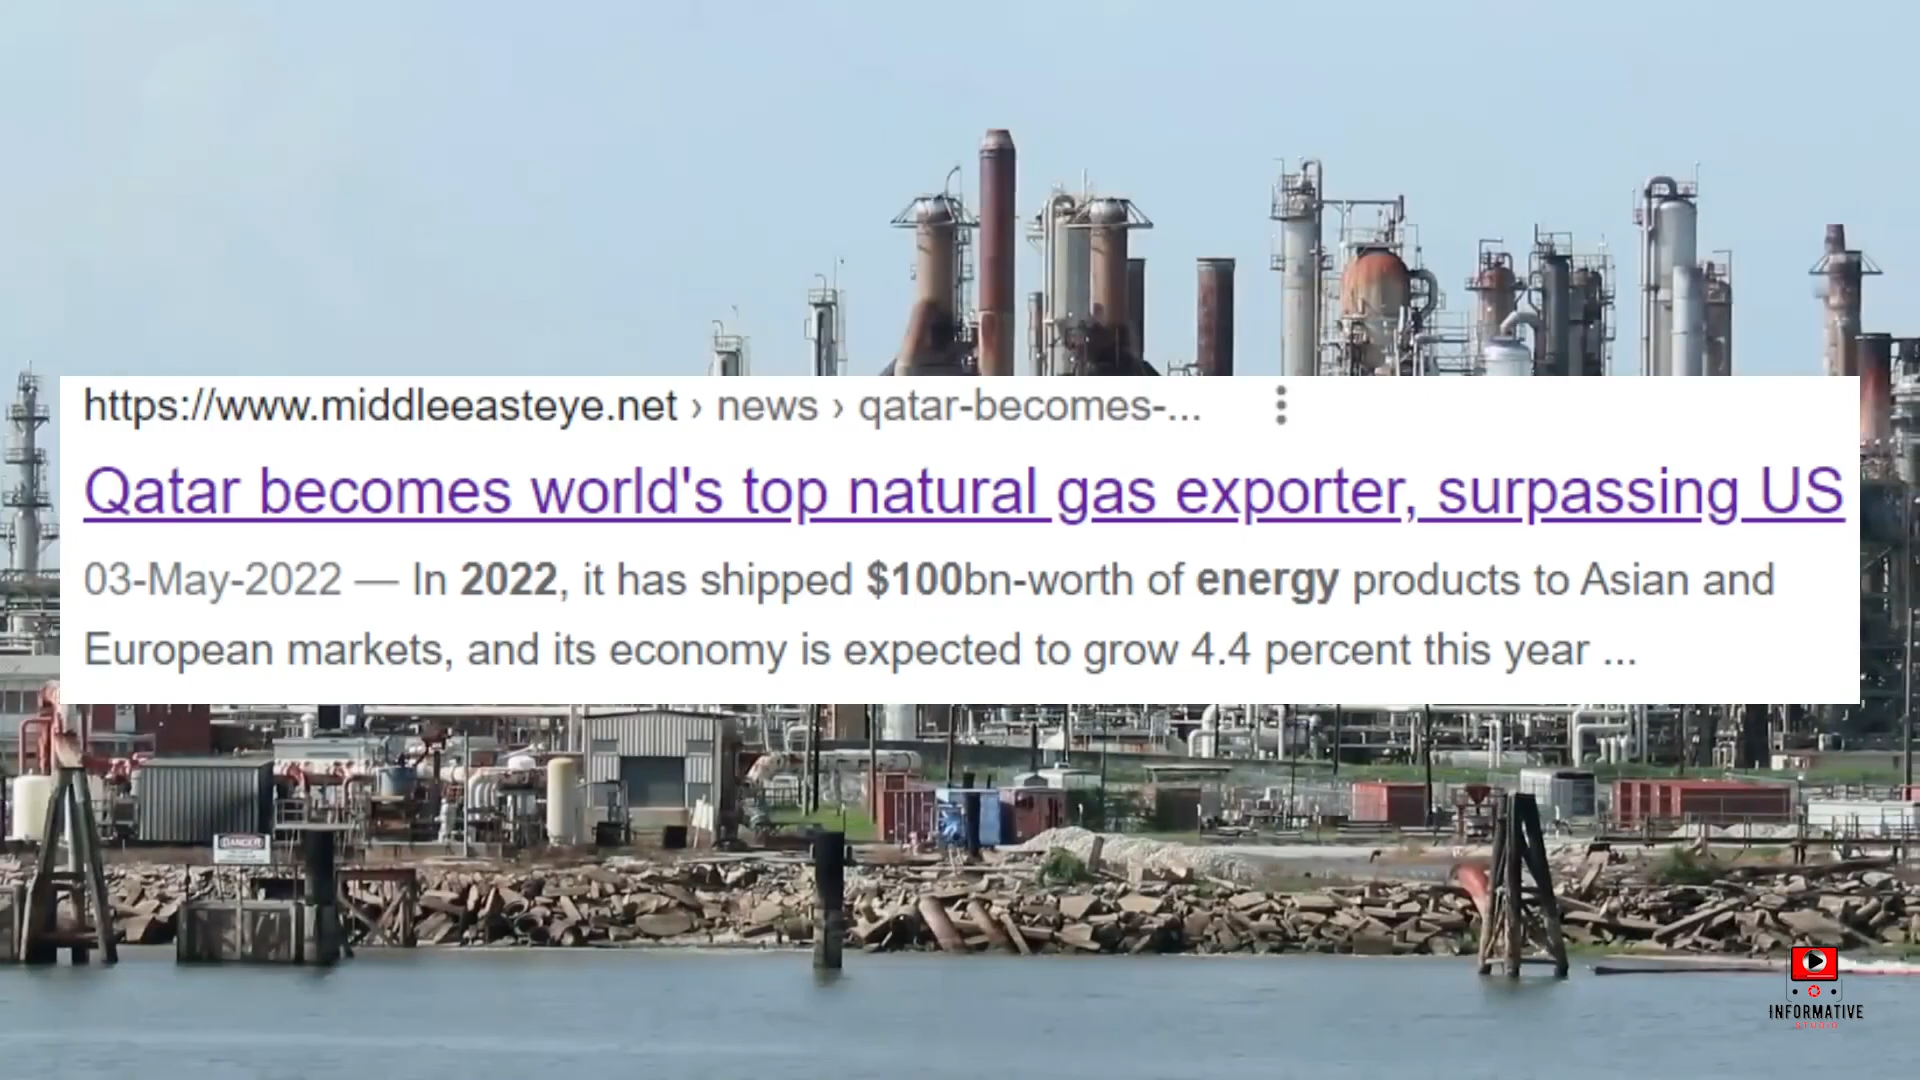 https://www.middleeasteye.net › news › qatar-becomes-...
Qatar becomes world's top natural gas exporter, surpassing US
03-May-2022 — In 2022, it has shipped $100bn-worth of energy products to Asian and
European markets, and its economy is expected to grow 4.4 percent this year ...
DANGER
INFORMATIVE
STUDIO